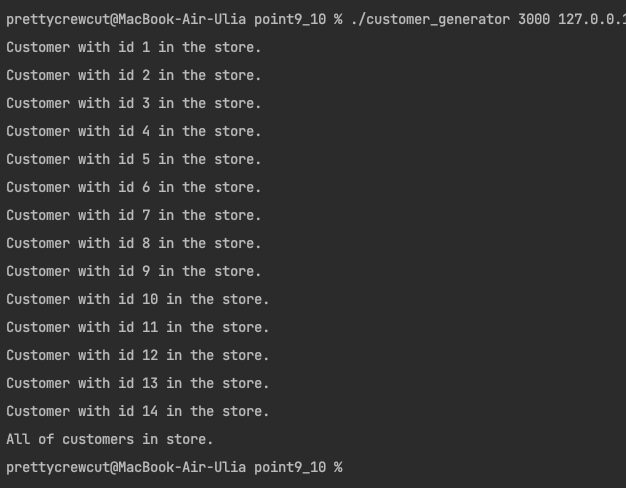 prettycrewcut@MacBook-Air-Ulia point9_10 % ./customer_generator 3000 127.0.0.1
Customer with id 1 in the store.
Customer with id 2 in the store.
Customer with id 3 in the store.
Customer with id 4 in the store.
Customer with id 5 in the store.
Customer with id 6 in the store.
Customer with id 7 in the store.
Customer with id 8 in the store.
Customer with id 9 in the store.
Customer with id 10 in the store.
Customer with id 11 in the store.
Customer with id 12 in the store.
Customer with id 13 in the store.
Customer with id 14 in the store.
All of customers in store.
prettycrewcut@MacBook-Air-Ulia point9_10 %